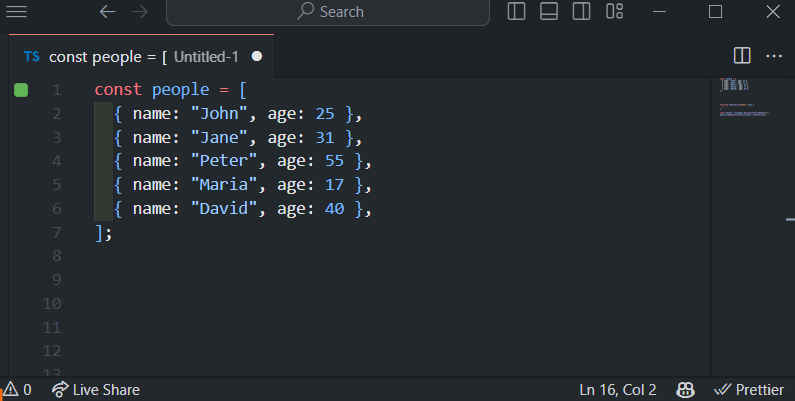 Search
TS const people = [ Untitled-1
1 const people = [
2 { name: "John", age: 25 },
3 { name: "Jane", age: 31 },
4 { name: "Peter", age: 55 },
5 { name: "Maria", age: 17 },
6 { name: "David", age: 40 },
7 ];
8
9
10
11
12
13
0 Live Share Ln 16, Col 2 Prettier